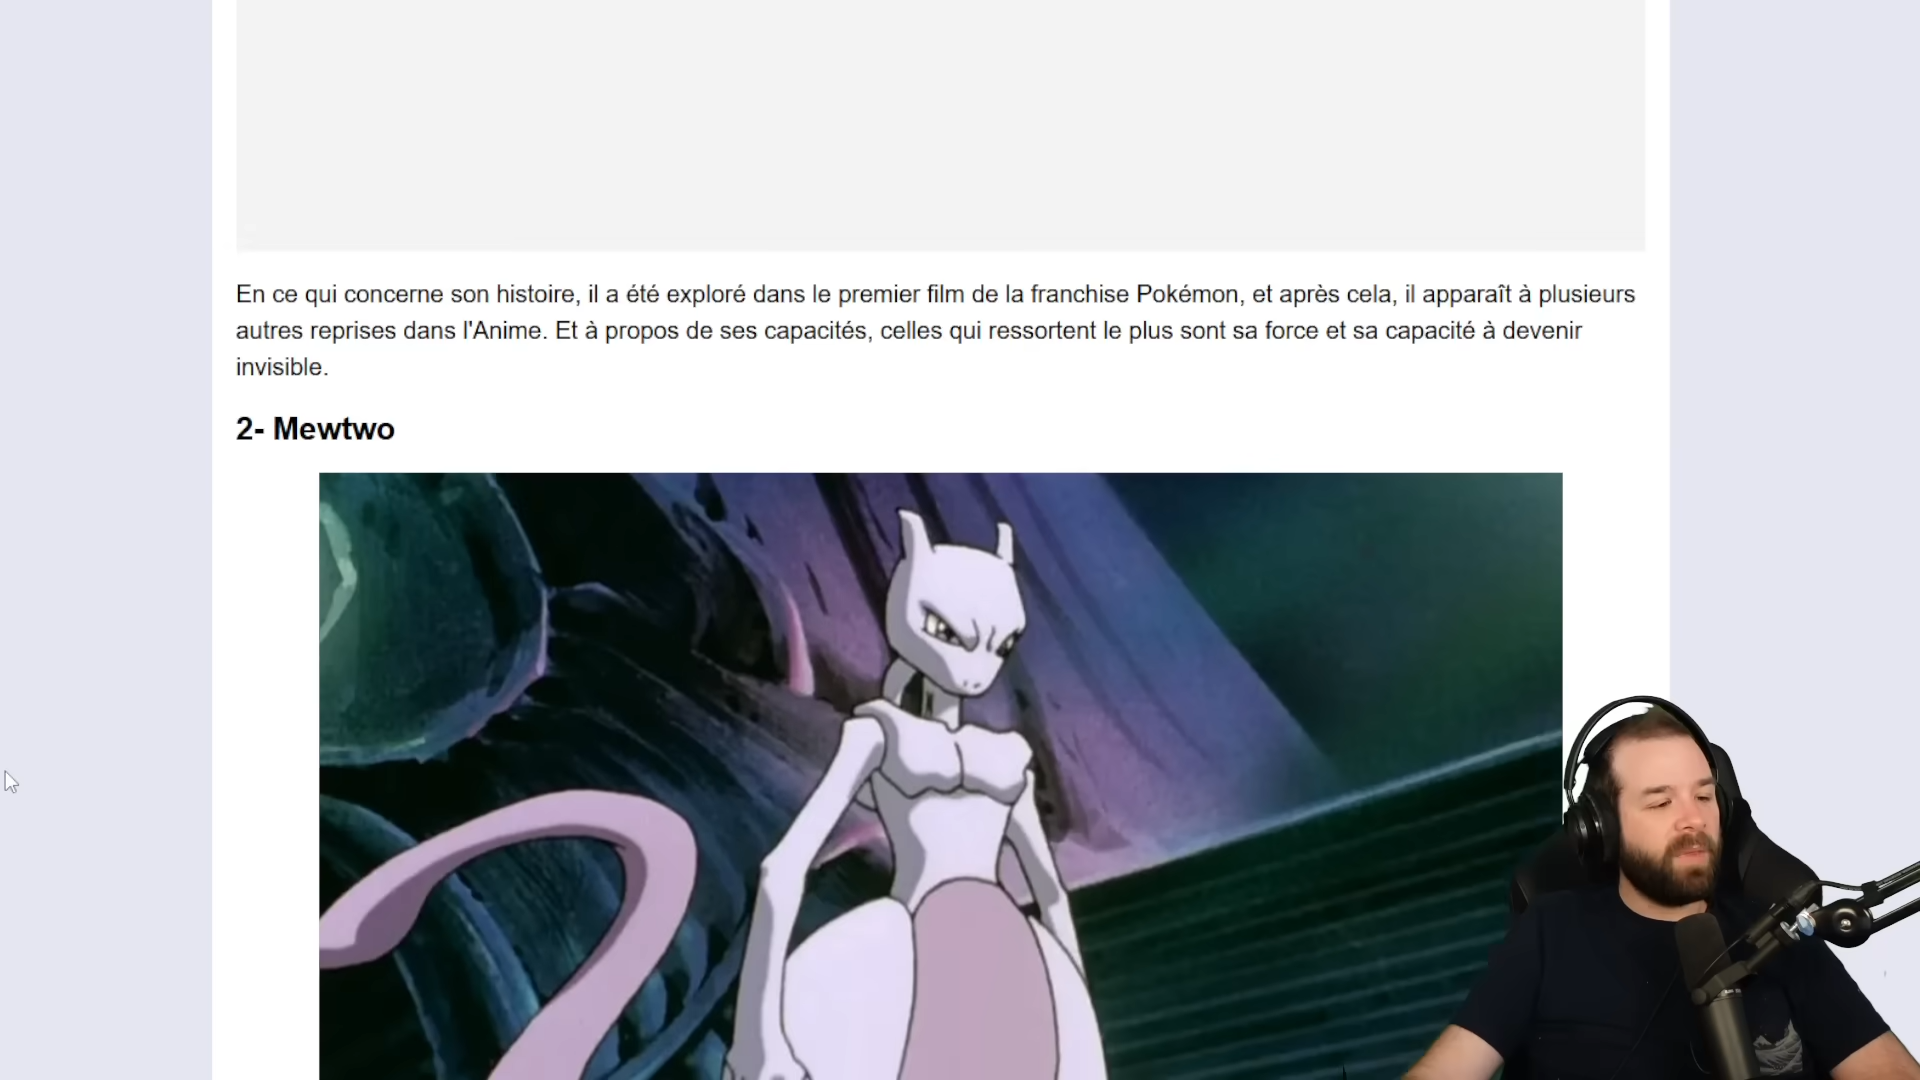 En ce qui concerne son histoire, il a été exploré dans le premier film de la franchise Pokémon, et après cela, il apparaît à plusieurs
autres reprises dans l'Anime. Et à propos de ses capacités, celles qui ressortent le plus sont sa force et sa capacité à devenir
invisible.
2- Mewtwo